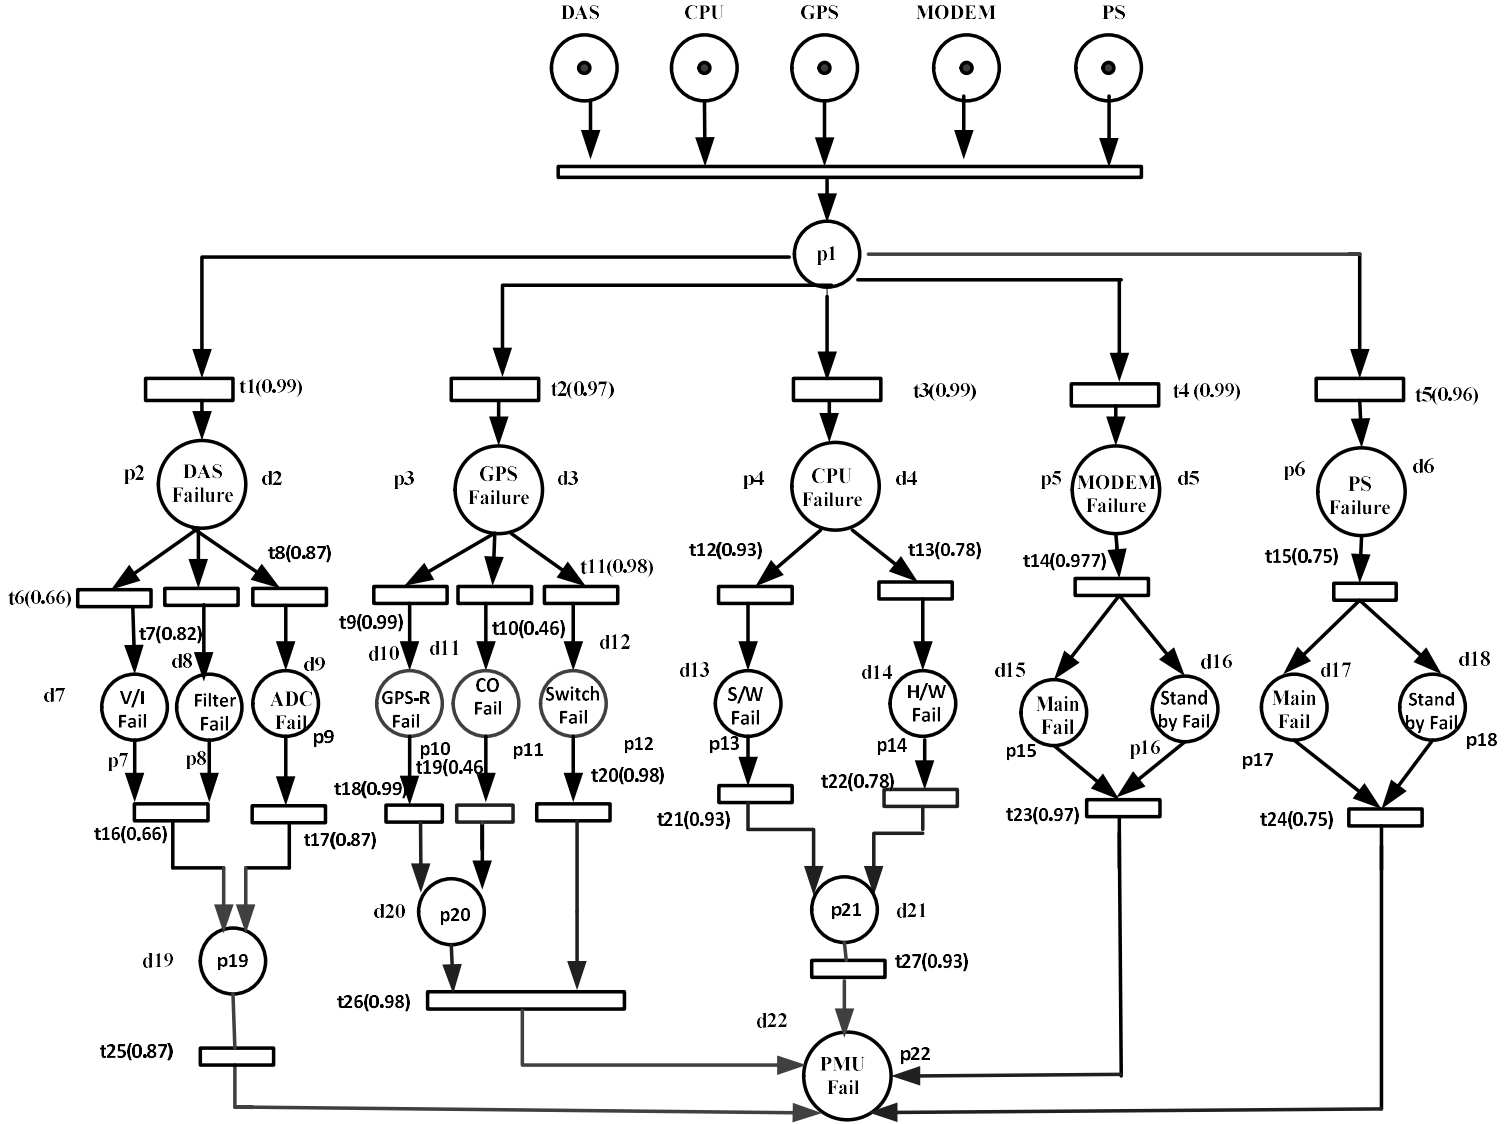 DAS
CPU
GPS
MODEM
PS
p1
t1(0.99)
t2(0.97)
t3(0.99)
t4 (0.99)
t5(0.96)
p2
DAS
Failure
d2
p3
GPS
Failure
d3
p4
CPU
Failure
d4
p5
MODEM
Failure
d5
p6
PS
Failure
d6
t6(0.66)
t7(0.82)
t8(0.87)
t9(0.99)
t10(0.46)
t11(0.98)
t12(0.93)
t13(0.78)
t14(0.977)
t15(0.75)
d7
V/I
Fail
p7
d8
Filter
Fail
p8
d9
ADC
Fail
p9
d10
GPS-R
Fail
p10
d11
CO
Fail
p11
d12
Switch
Fail
p12
d13
S/W
Fail
p13
d14
H/W
Fail
p14
d15
Main
Fail
p15
d16
Stand
by Fail
p16
d17
Main
Fail
p17
d18
Stand
by Fail
p18
t16(0.66)
t17(0.87)
t18(0.99)
t19(0.46
t20(0.98)
t21(0.93)
t22(0.78)
t23(0.97)
t24(0.75)
d19
p19
d20
p20
p21
d21
t25(0.87)
t26(0.98)
t27(0.93)
d22
PMU
Fail
p22